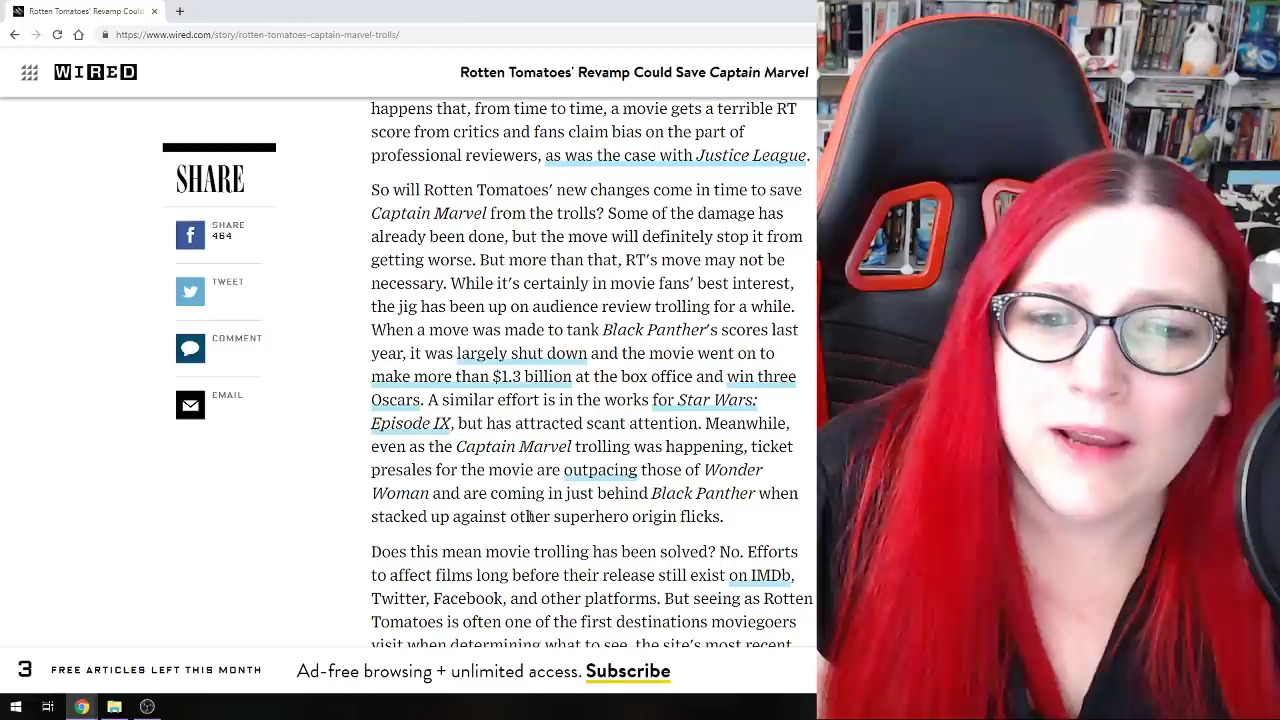 Rotten Tomatoes' Revamp Could
https://www.wired.com/story/rotten-tomatoes-captain-marvel-trolls/
WIRED
Rotten Tomatoes' Revamp Could Save Captain Marvel
happens that, from time to time, a movie gets a terrible RT
score from critics and fans claim bias on the part of
professional reviewers, as was the case with Justice League.
SHARE
SHARE
464
TWEET
COMMENT
EMAIL
So will Rotten Tomatoes' new changes come in time to save
Captain Marvel from the trolls? Some of the damage has
already been done, but the move will definitely stop it from
getting worse. But more than that, RT's move may not be
necessary. While it's certainly in movie fans' best interest,
the jig has been up on audience review trolling for a while.
When a move was made to tank Black Panther's scores last
year, it was largely shut down and the movie went on to
make more than $1.3 billion at the box office and win three
Oscars. A similar effort is in the works for Star Wars:
Episode IX, but has attracted scant attention. Meanwhile,
even as the Captain Marvel trolling was happening, ticket
presales for the movie are outpacing those of Wonder
Woman and are coming in just behind Black Panther when
stacked up against other superhero origin flicks.
Does this mean movie trolling has been solved? No. Efforts
to affect films long before their release still exist on IMDb,
Twitter, Facebook, and other platforms. But seeing as Rotten
Tomatoes is often one of the first destinations moviegoers
visit when determining what to see, the site's most recent
3 FREE ARTICLES LEFT THIS MONTH
Ad-free browsing + unlimited access. Subscribe